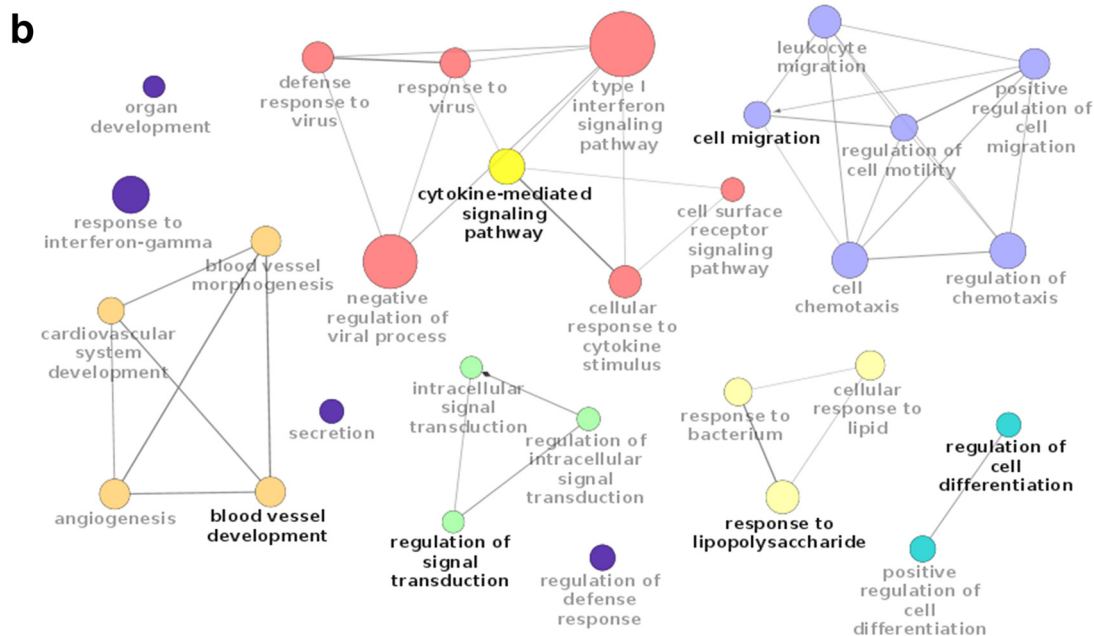 b
organ
development
response to
interferon-gamma
defense
response to
virus
response to
virus
type I
interferon
signaling
pathway
cytokine-mediated
signaling
pathway
cell surface
receptor
signaling
pathway
negative
regulation of
viral process
cellular
response to
cytokine
stimulus
leukocyte
migration
positive
regulation of
cell
migration
cell migration
regulation of
cell motility
cell
chemotaxis
regulation of
chemotaxis
blood vessel
morphogenesis
cardiovascular
system
development
angiogenesis
blood vessel
development
secretion
intracellular
signal
transduction
regulation of
intracellular
signal
transduction
regulation of
signal
transduction
regulation of
defense
response
response to
bacterium
cellular
response to
lipid
response to
lipopolysaccharide
regulation of
cell
differentiation
positive
regulation of
cell
differentiation